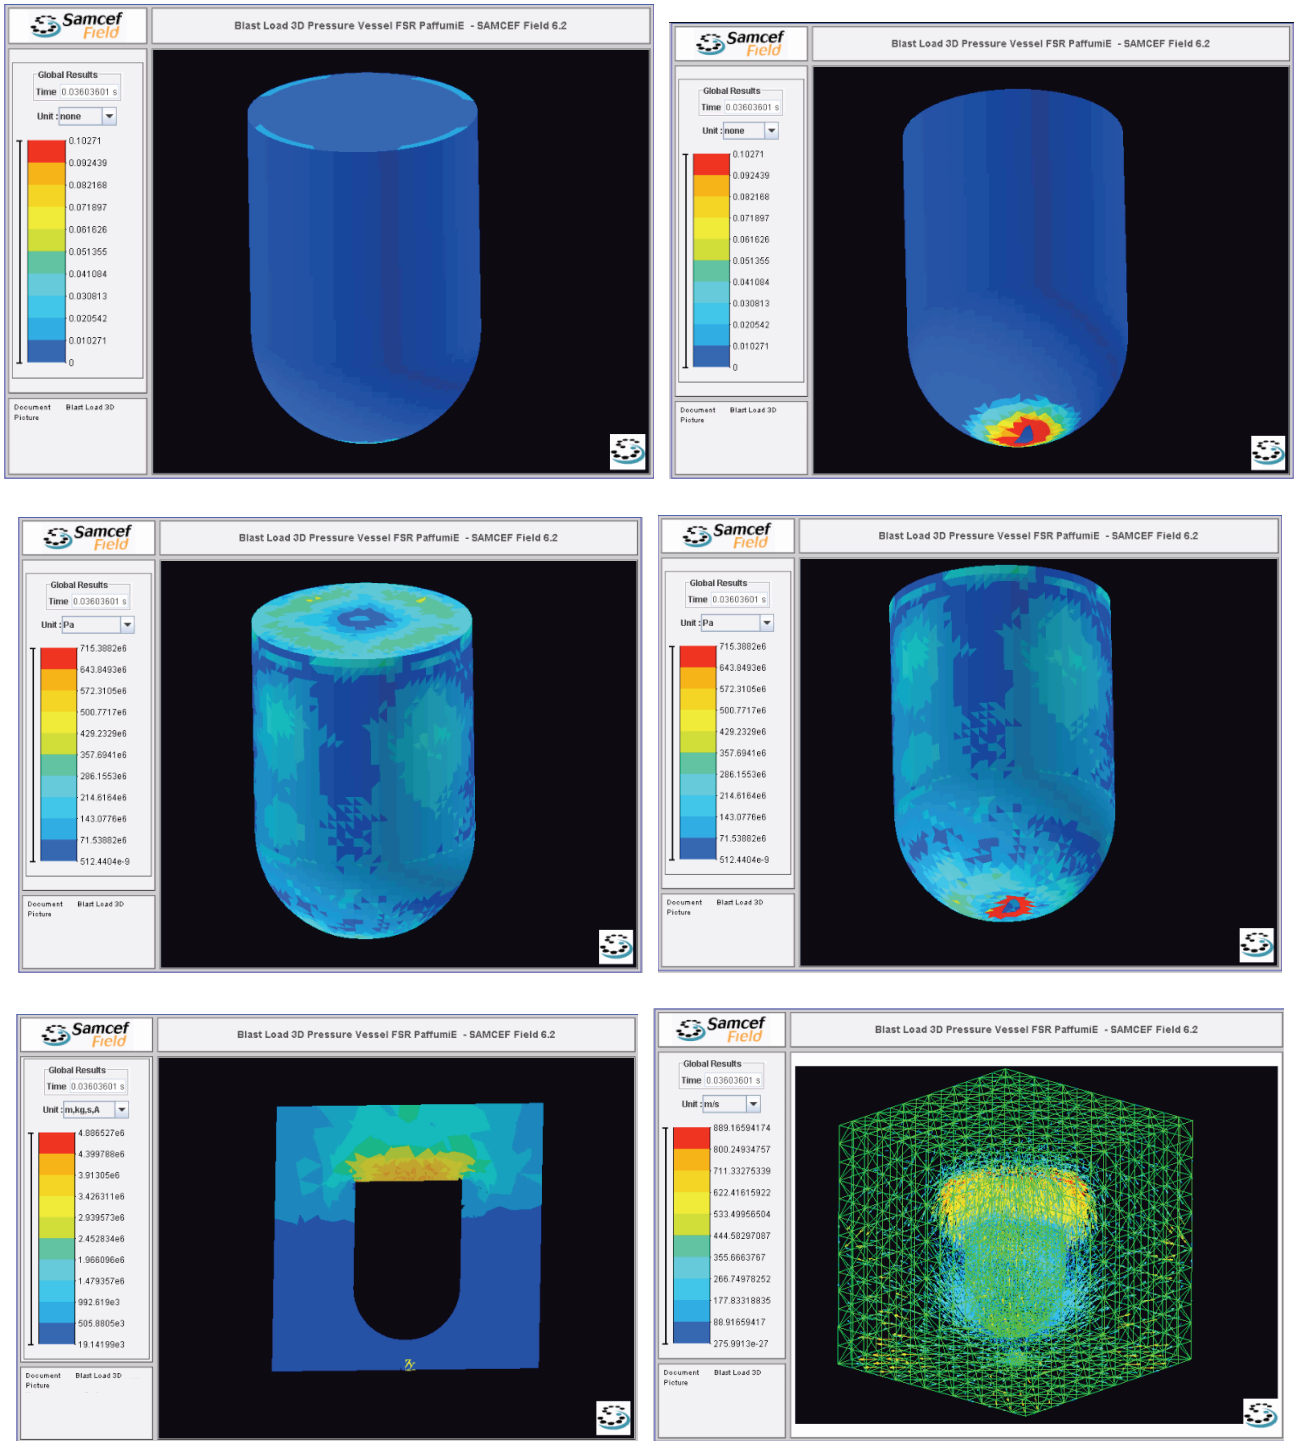 Samcef
Field
Blast Load 3D Pressure Vessel FSR PaffumiE - SAMCEF Field 6.2
Global Results
Time 0.03603601 s
Unit : none
0.10271
0.092439
0.082168
0.071897
0.061626
0.051355
0.041084
0.030813
0.020542
0.010271
0
Document Blast Load 3D
Picture
Samcef
Field
Blast Load 3D Pressure Vessel FSR PaffumiE - SAMCEF Field 6.2
Global Results
Time 0.03603601 s
Unit : none
0.10271
0.092439
0.082168
0.071897
0.061626
0.051355
0.041084
0.030813
0.020542
0.010271
0
Document Blast Load 3D
Picture
Samcef
Field
Blast Load 3D Pressure Vessel FSR PaffumiE - SAMCEF Field 6.2
Global Results
Time 0.03603601 s
Unit : Pa
715.3882e6
643.8493e6
572.3105e6
500.7717e6
429.2329e6
357.6941e6
286.1553e6
214.6164e6
143.0776e6
71.53882e6
512.4404e-9
Document Blast Load 3D
Picture
Samcef
Field
Blast Load 3D Pressure Vessel FSR PaffumiE - SAMCEF Field 6.2
Global Results
Time 0.03603601 s
Unit : Pa
715.3882e6
643.8493e6
572.3105e6
500.7717e6
429.2329e6
357.6941e6
286.1553e6
214.6164e6
143.0776e6
71.53882e6
512.4404e-9
Document Blast Load 3D
Picture
Samcef
Field
Blast Load 3D Pressure Vessel FSR PaffumiE - SAMCEF Field 6.2
Global Results
Time 0.03603601 s
Unit : m,kg,s,A
4.886527e6
4.399788e6
3.91305e6
3.426311e6
2.939573e6
2.452834e6
1.966096e6
1.479357e6
992.619e3
505.8805e3
19.14199e3
Document Blast Load 3D
Picture
Samcef
Field
Blast Load 3D Pressure Vessel FSR PaffumiE - SAMCEF Field 6.2
Global Results
Time 0.03603601 s
Unit : m/s
889.16594174
800.24934757
711.33275339
622.41615922
533.49956504
444.58297087
355.6663767
266.74978252
177.83318835
88.91659417
275.9913e-27
Document Blast Load 3D
Picture